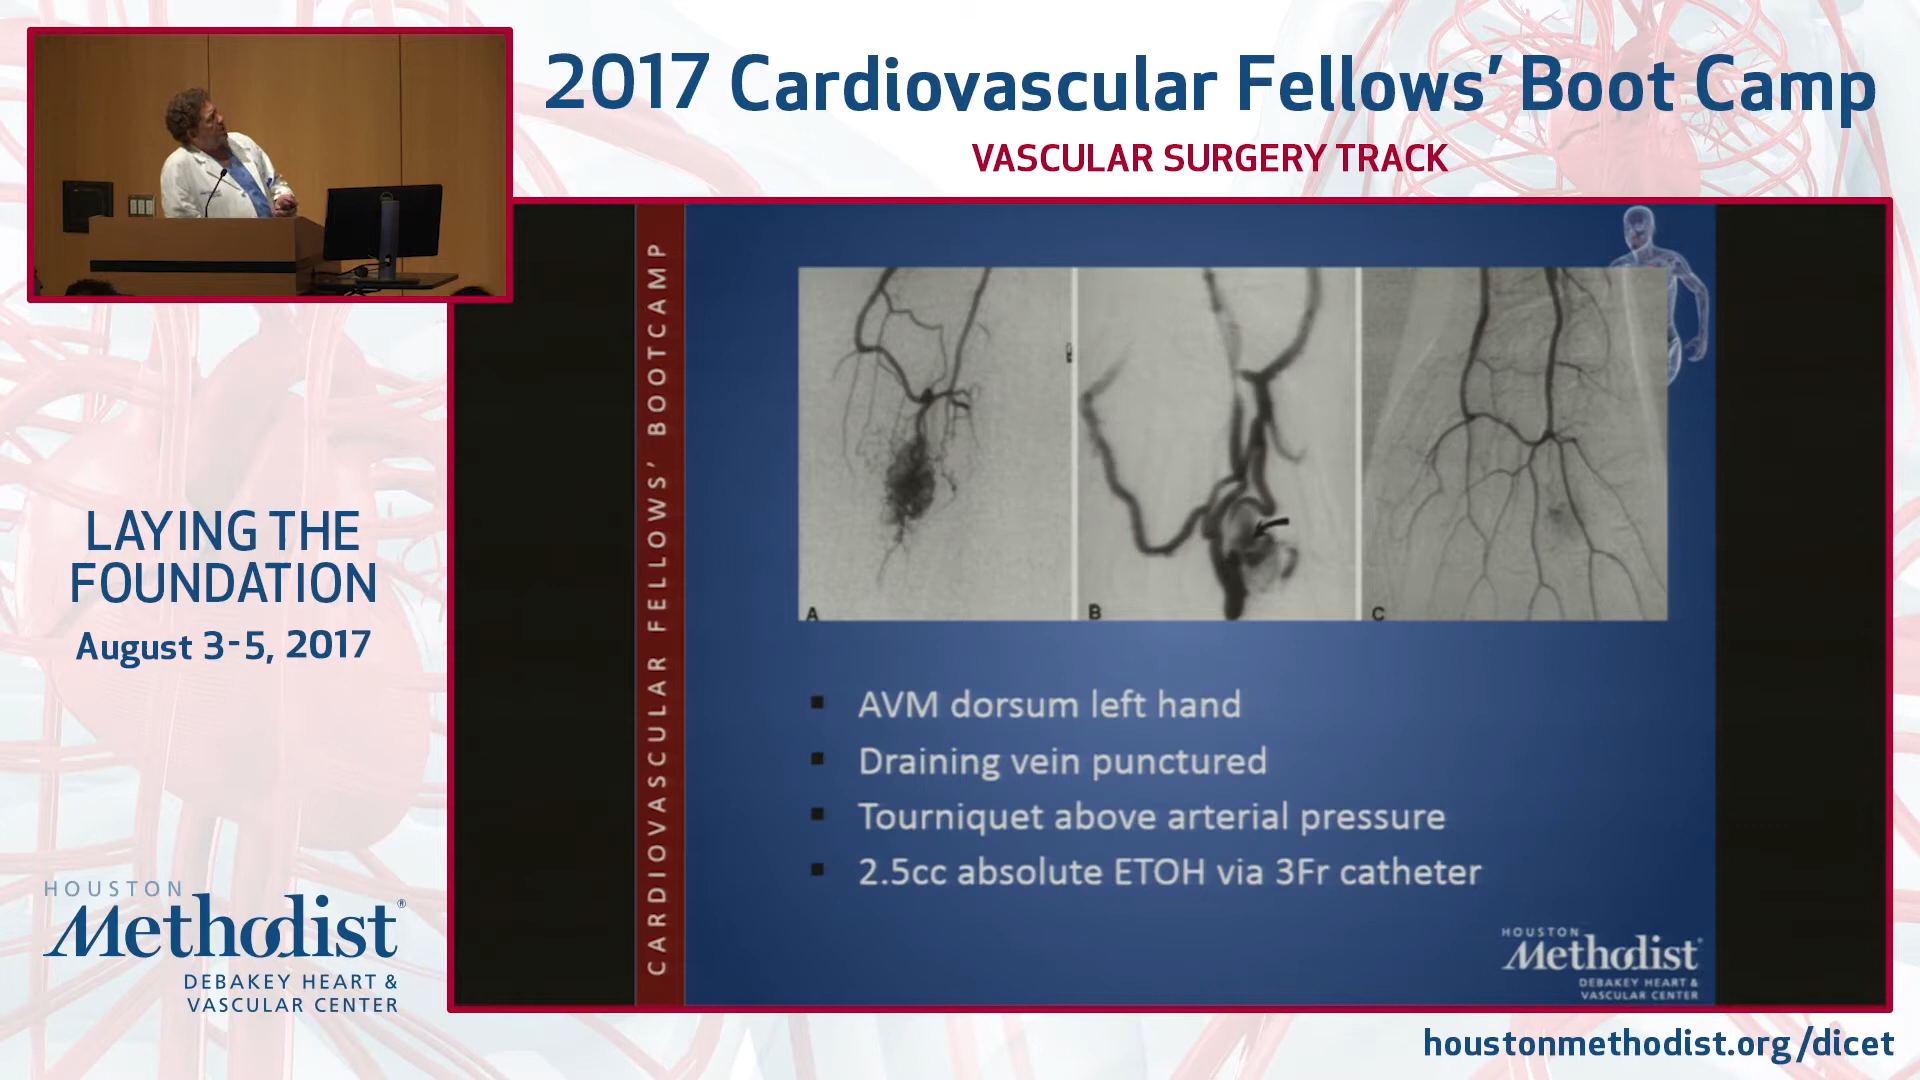 2017 Cardiovascular Fellows’ Boot Camp
VASCULAR SURGERY TRACK
CARDIOVASCULAR FELLOWS’ BOOTCAMP
A
B
C
▪ AVM dorsum left hand
▪ Draining vein punctured
▪ Tourniquet above arterial pressure
▪ 2.5cc absolute ETOH via 3Fr catheter
HOUSTON
Methodist
DEBAKEY HEART &
VASCULAR CENTER
LAYING THE
FOUNDATION
August 3-5, 2017
HOUSTON
Methodist®
DEBAKEY HEART &
VASCULAR CENTER
houstonmethodist.org/dicet